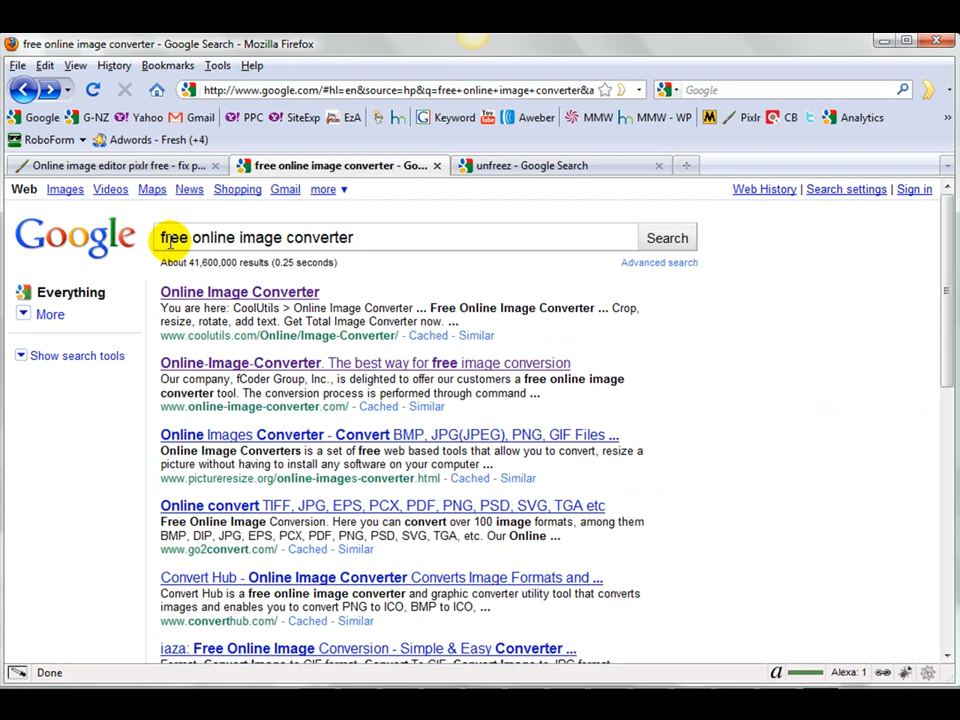 free online image converter - Google Search - Mozilla Firefox
File Edit View History Bookmarks Tools Help
http://www.google.com/#hl=en&source=hp&q=free+online+image+converter&a
Google
Google G-NZ Yahoo Gmail PPC SiteExp EzA Keyword Aweber MMW MMW - WP Pixlr CB Analytics »
RoboForm Adwords - Fresh (+4)
Online image editor pixlr free - fix p... free online image converter - Go... unfreez - Google Search
Web Images Videos Maps News Shopping Gmail more ▼ Web History | Search settings | Sign in
Google free online image converter Search
About 41,600,000 results (0.25 seconds) Advanced search
Everything
More
Show search tools
Online Image Converter
You are here: CoolUtils > Online Image Converter ... Free Online Image Converter ... Crop,
resize, rotate, add text. Get Total Image Converter now. ...
www.coolutils.com/Online/Image-Converter/ - Cached - Similar
Online-Image-Converter. The best way for free image conversion
Our company, fCoder Group, Inc., is delighted to offer our customers a free online image
converter tool. The conversion process is performed through command ...
www.online-image-converter.com/ - Cached - Similar
Online Images Converter - Convert BMP, JPG(JPEG), PNG, GIF Files ...
Online Image Converters is a set of free web based tools that allow you to convert, resize a
picture without having to install any software on your computer ...
www.pictureresize.org/online-images-converter.html - Cached - Similar
Online convert TIFF, JPG, EPS, PCX, PDF, PNG, PSD, SVG, TGA etc
Free Online Image Conversion. Here you can convert over 100 image formats, among them
BMP, DIP, JPG, EPS, PCX, PDF, PNG, PSD, SVG, TGA, etc. Our Online ...
www.go2convert.com/ - Cached - Similar
Convert Hub - Online Image Converter Converts Image Formats and ...
Convert Hub is a free online image converter and graphic converter utility tool that converts
images and enables you to convert PNG to ICO, BMP to ICO, ...
www.converthub.com/ - Cached - Similar
iaza: Free Online Image Conversion - Simple & Easy Converter ...
Format, Convert Image to GIF format, Convert To GIF, Convert Image to JPG format,
Done Alexa: 1